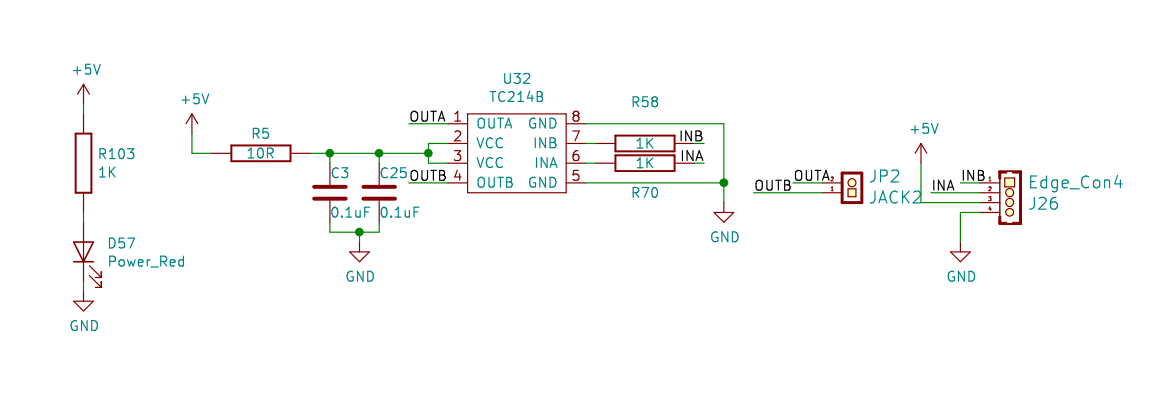 +5V
R103
1K
D57
Power_Red
GND
+5V
R5
10R
C3
0.1uF
C25
0.1uF
GND
U32
TC214B
OUTA 1
2
3
OUTB 4
OUTA GND
VCC INB
VCC INA
OUTB GND
8
7
6
5
R58
1K INB
1K INA
R70
GND
OUTA 2
OUTB 1
JP2
JACK2
+5V
INB 1
INA 2
3
4
Edge_Con4
J26
GND